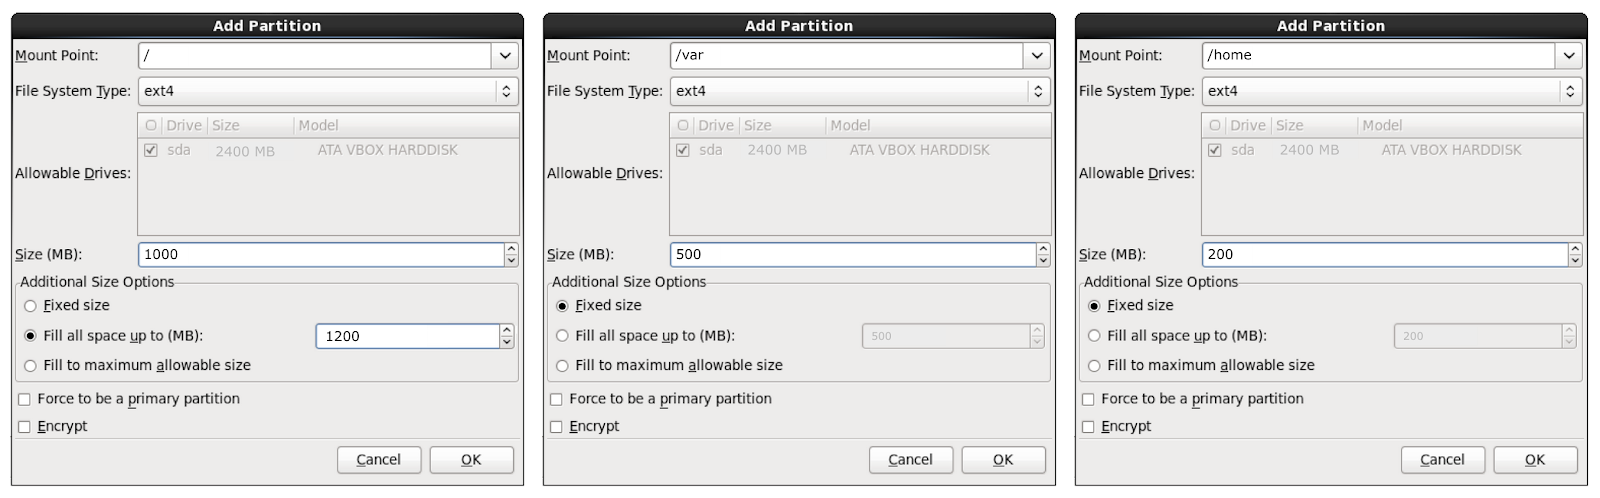 Add Partition
Mount Point: /
File System Type: ext4
Drive Size Model
sda 2400 MB ATA VBOX HARDDISK
Allowable Drives:
Size (MB): 1000
Additional Size Options
Fixed size
Fill all space up to (MB): 1200
Fill to maximum allowable size
Force to be a primary partition
Encrypt
Cancel OK
Add Partition
Mount Point: /var
File System Type: ext4
Drive Size Model
sda 2400 MB ATA VBOX HARDDISK
Allowable Drives:
Size (MB): 500
Additional Size Options
Fixed size
Fill all space up to (MB): 500
Fill to maximum allowable size
Force to be a primary partition
Encrypt
Cancel OK
Add Partition
Mount Point: /home
File System Type: ext4
Drive Size Model
sda 2400 MB ATA VBOX HARDDISK
Allowable Drives:
Size (MB): 200
Additional Size Options
Fixed size
Fill all space up to (MB): 200
Fill to maximum allowable size
Force to be a primary partition
Encrypt
Cancel OK